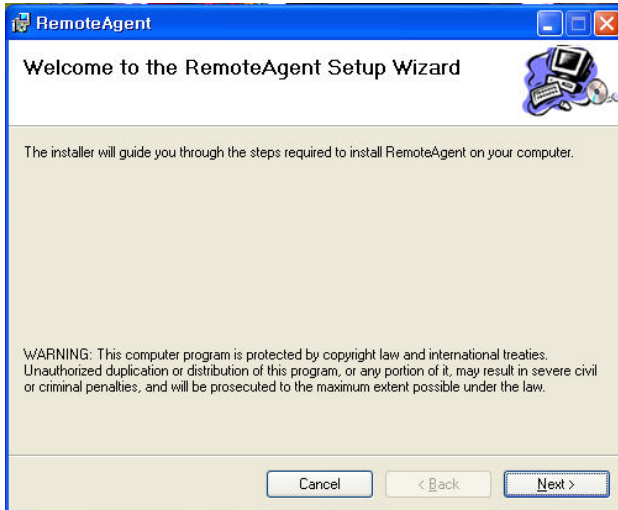 RemoteAgent
Welcome to the RemoteAgent Setup Wizard
The installer will guide you through the steps required to install RemoteAgent on your computer.
WARNING: This computer program is protected by copyright law and international treaties.
Unauthorized duplication or distribution of this program, or any portion of it, may result in severe civil
or criminal penalties, and will be prosecuted to the maximum extent possible under the law.
Cancel < Back Next >